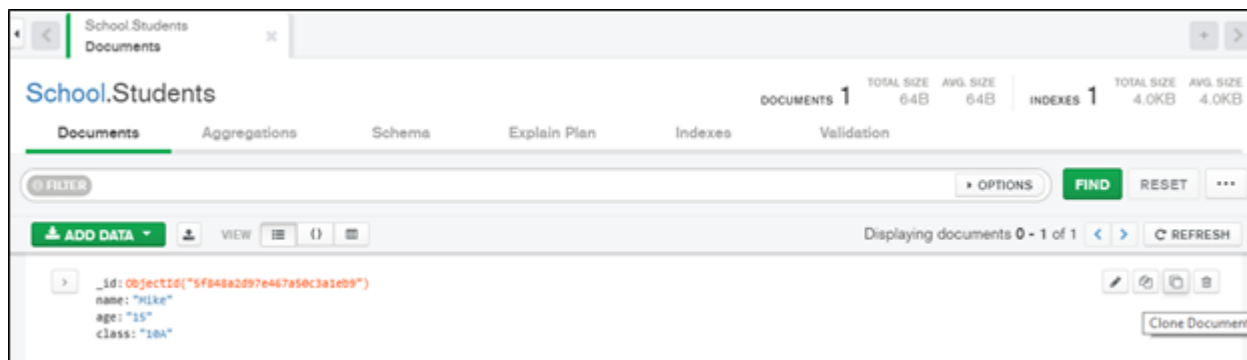 School.Students
Documents
School.Students
DOCUMENTS 1 TOTAL SIZE 64B AVG. SIZE 64B INDEXES 1 TOTAL SIZE 4.0KB AVG. SIZE 4.0KB
Documents Aggregations Schema Explain Plan Indexes Validation
FILTER OPTIONS FIND RESET ...
ADD DATA VIEW {} Displaying documents 0 - 1 of 1 < > REFRESH
_id: ObjectId("5f848a2d97e467a50c3a1eb9")
name: "Mike"
age: "15"
class: "10A"
Clone Document